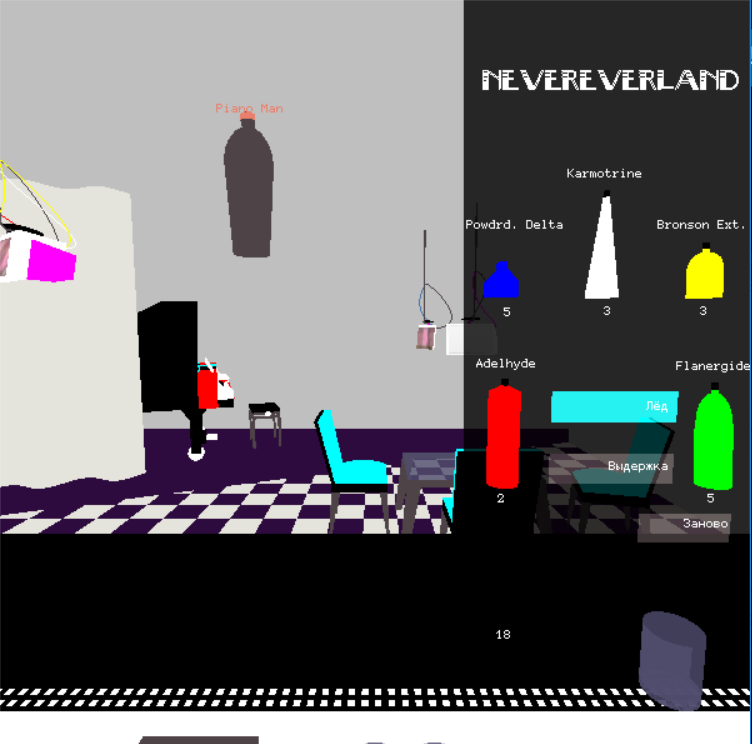 NEVEREVERLAND
Piano Man
Karmotrine
Powdrd. Delta
Bronson Ext.
5
3
3
Adelhyde
Flanergide
Лёд
Выдержка
2
5
Заново
18